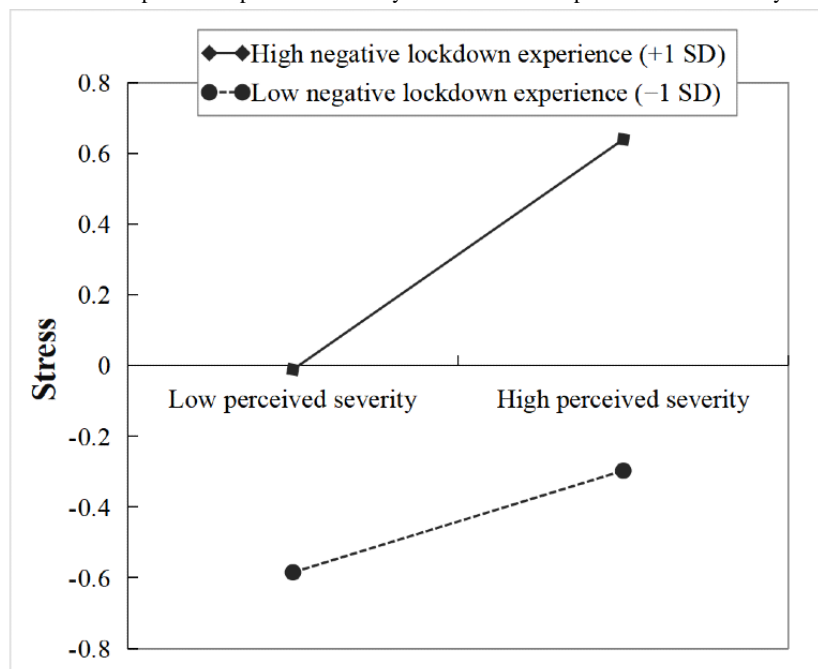 High negative lockdown experience (+1 SD)
Low negative lockdown experience (−1 SD)
0.8
0.6
0.4
0.2
0
-0.2
-0.4
-0.6
-0.8
Stress
Low perceived severity
High perceived severity